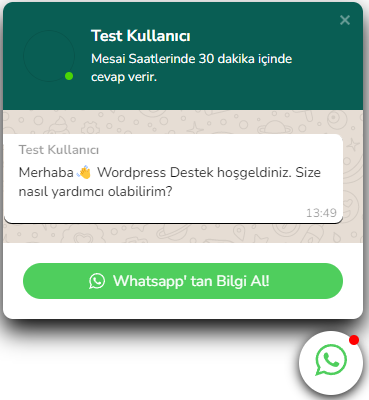 Test Kullanıcı
Mesai Saatlerinde 30 dakika içinde
cevap verir.
Test Kullanıcı
Merhaba👋 Wordpress Destek hoşgeldiniz. Size
nasıl yardımcı olabilirim?
13:49
Whatsapp' tan Bilgi Al!